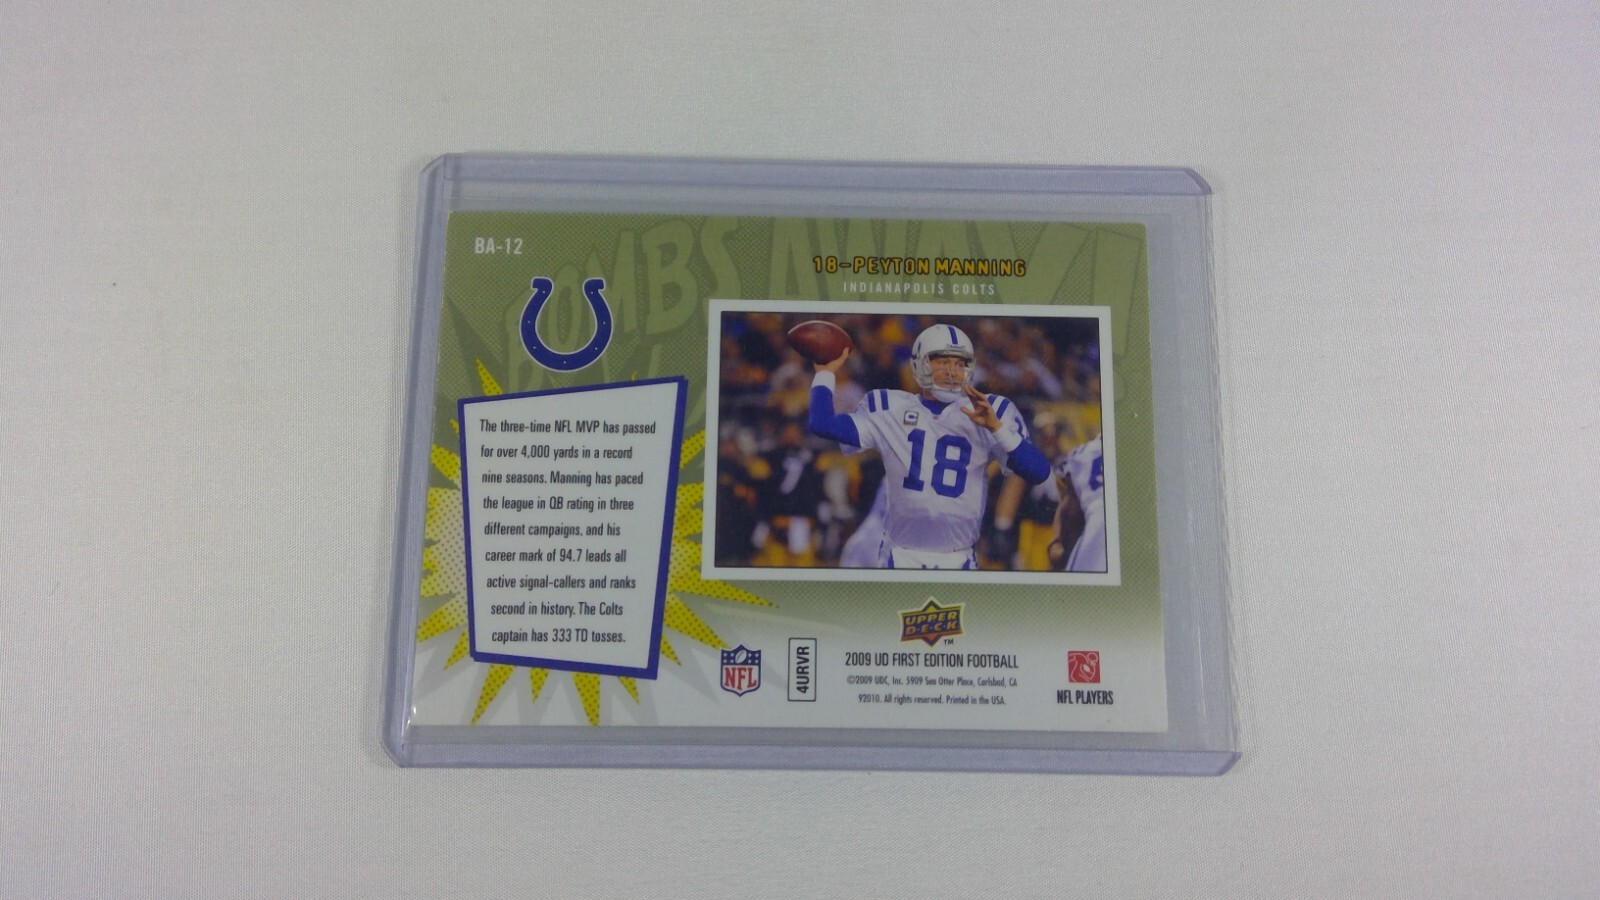 BA-12
BOMBS AWAY!
18-PEYTON MANNING
INDIANAPOLIS COLTS
18
C
The three-time NFL MVP has passed
for over 4,000 yards in a record
nine seasons. Manning has paced
the league in QB rating in three
different campaigns, and his
career mark of 94.7 leads all
active signal-callers and ranks
second in history. The Colts
captain has 333 TD tosses.
NFL
4URVR
UPPER
D·E·C·K
TM
2009 UD FIRST EDITION FOOTBALL
©2009 UDC, Inc. 5909 Sea Otter Place, Carlsbad, CA
92010. All rights reserved. Printed in the USA.
NFL PLAYERS